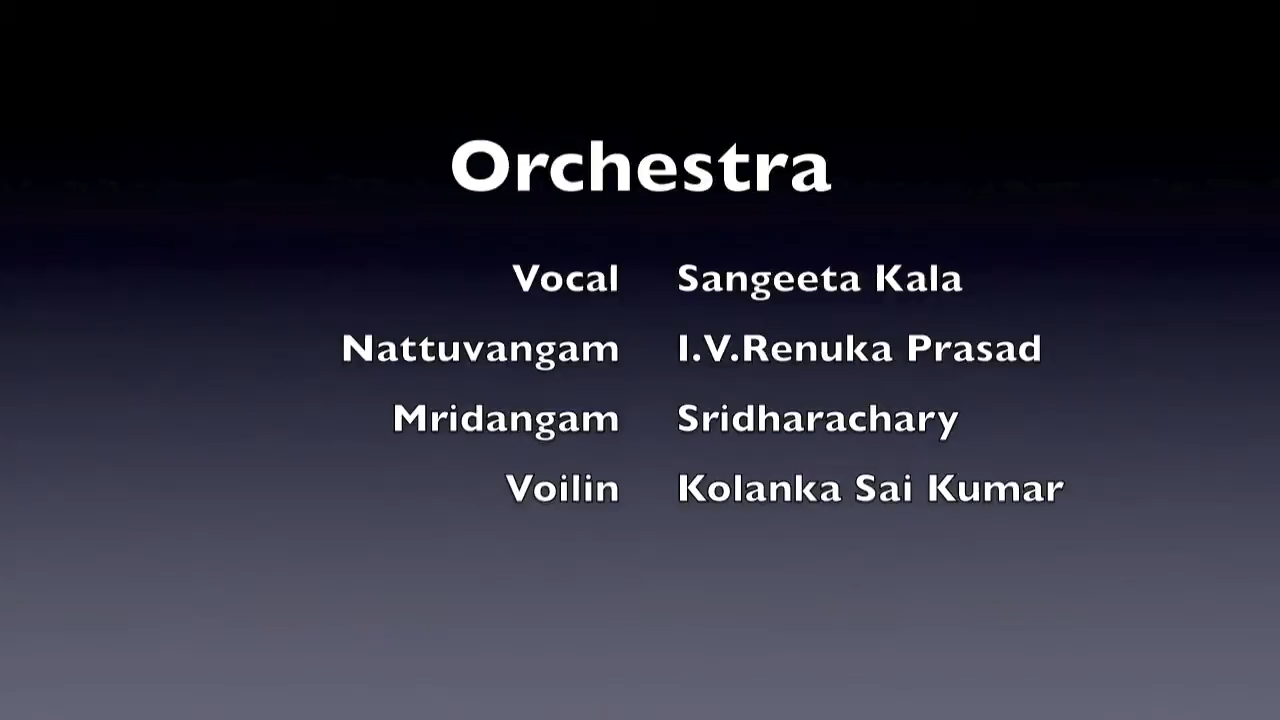 Orchestra
Vocal Sangeeta Kala
Nattuvangam I.V.Renuka Prasad
Mridangam Sridharachary
Voilin Kolanka Sai Kumar